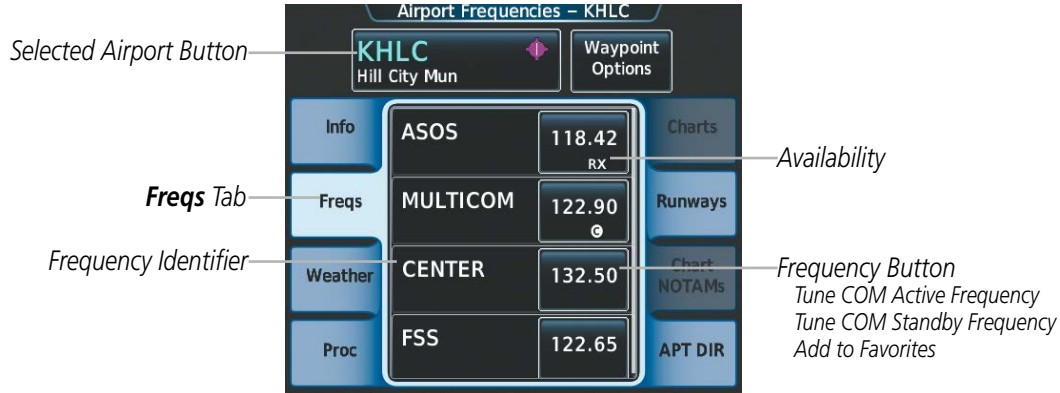 Airport Frequencies – KHLC
Selected Airport Button
KHLC
Hill City Mun
Waypoint
Options
Info
ASOS
118.42
RX
Charts
Availability
Freqs Tab
Freqs
MULTICOM
122.90
C
Runways
Frequency Identifier
Weather
CENTER
132.50
Chart
NOTAMs
Frequency Button
Tune COM Active Frequency
Tune COM Standby Frequency
Add to Favorites
Proc
FSS
122.65
APT DIR